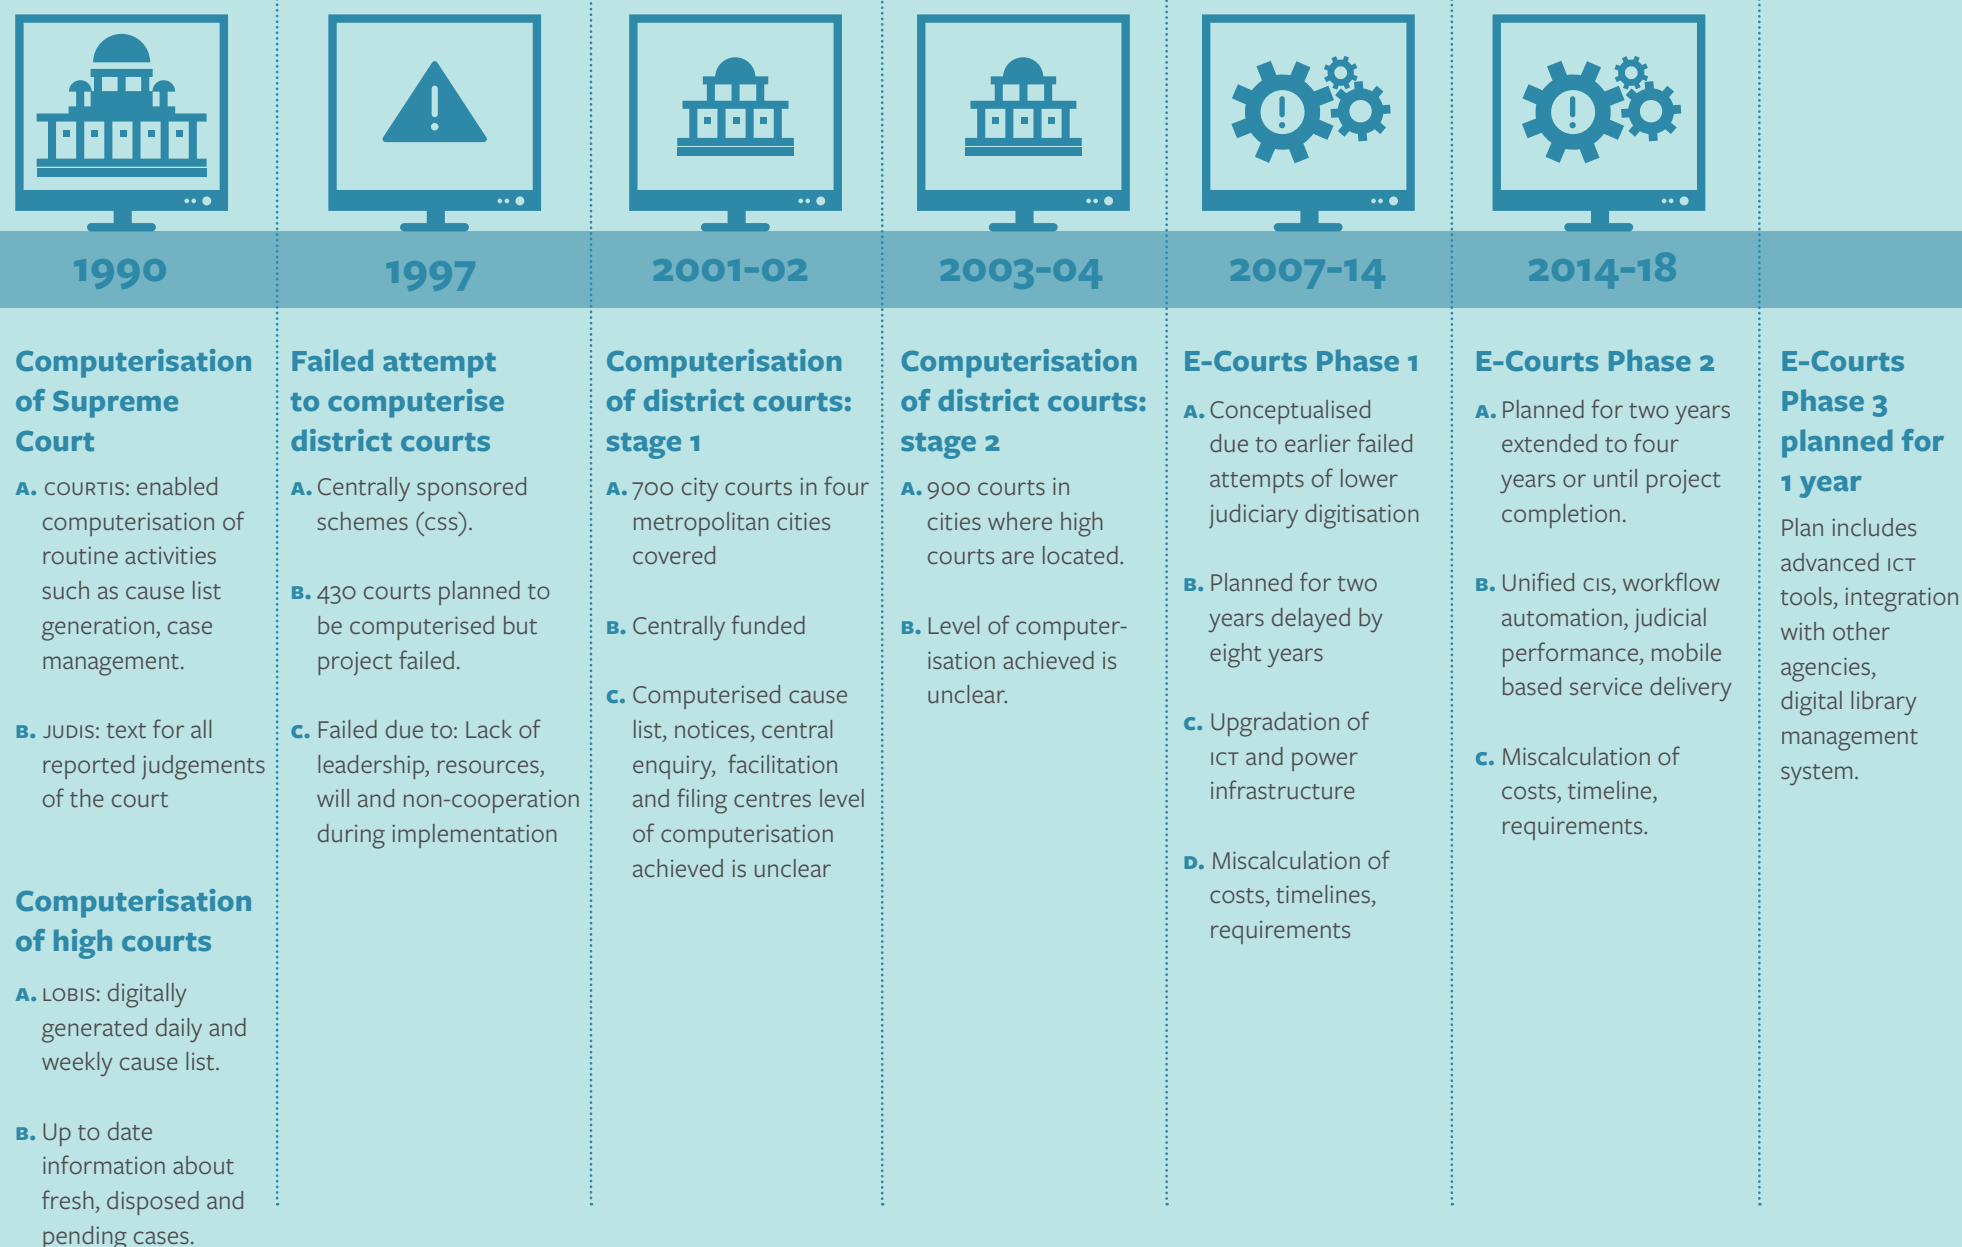 1990
Computerisation
of Supreme
Court
A. COURTIS: enabled
computerisation of
routine activities
such as cause list
generation, case
management.
B. JUDIS: text for all
reported judgements
of the court
Computerisation
of high courts
A. LOBIS: digitally
generated daily and
weekly cause list.
B. Up to date
information about
fresh, disposed and
pending cases.
1997
Failed attempt
to computerise
district courts
A. Centrally sponsored
schemes (CSS).
B. 430 courts planned to
be computerised but
project failed.
C. Failed due to: Lack of
leadership, resources,
will and non-cooperation
during implementation
2001-02
Computerisation
of district courts:
stage 1
A. 700 city courts in four
metropolitan cities
covered
B. Centrally funded
C. Computerised cause
list, notices, central
enquiry, facilitation
and filing centres level
of computerisation
achieved is unclear
2003-04
Computerisation
of district courts:
stage 2
A. 900 courts in
cities where high
courts are located.
B. Level of computer-
isation achieved is
unclear.
2007-14
E-Courts Phase 1
A. Conceptualised
due to earlier failed
attempts of lower
judiciary digitisation
B. Planned for two
years delayed by
eight years
C. Upgradation of
ICT and power
infrastructure
D. Miscalculation of
costs, timelines,
requirements
2014-18
E-Courts Phase 2
A. Planned for two years
extended to four
years or until project
completion.
B. Unified CIS, workflow
automation, judicial
performance, mobile
based service delivery
C. Miscalculation of
costs, timeline,
requirements.
E-Courts
Phase 3
planned for
1 year
Plan includes
advanced ICT
tools, integration
with other
agencies,
digital library
management
system.